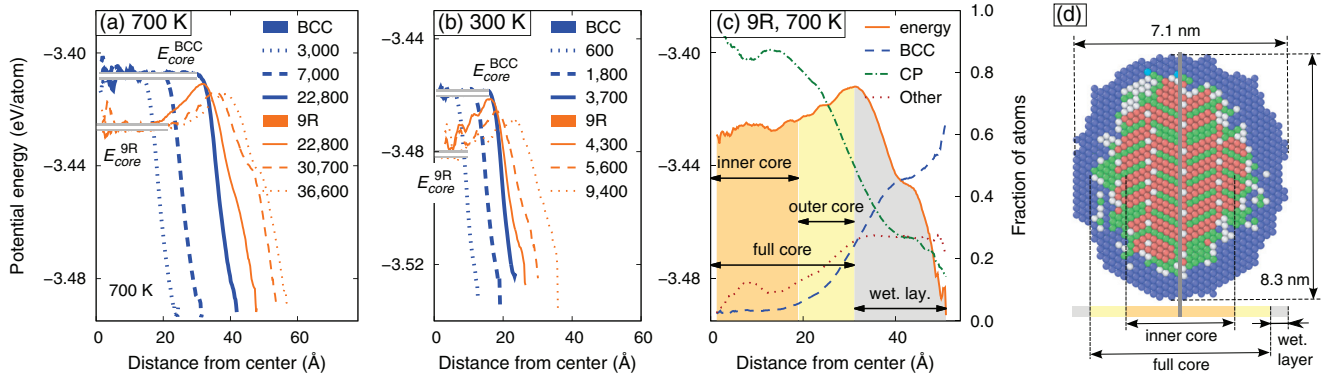 (a) 700 K
Potential energy (eV/atom)
−3.40
−3.44
−3.48
E_core^BCC
E_core^9R
BCC
3,000
7,000
22,800
9R
22,800
30,700
36,600
700 K
0 20 40 60
Distance from center (Å)
(b) 300 K
−3.44
−3.48
−3.52
E_core^BCC
E_core^9R
BCC
600
1,800
3,700
9R
4,300
5,600
9,400
0 20 40 60
Distance from center (Å)
(c) 9R, 700 K
−3.40
−3.44
−3.48
energy
BCC
CP
Other
inner core
outer core
full core
wet. lay.
0 20 40
Distance from center (Å)
1.0
0.8
0.6
0.4
0.2
0.0
Fraction of atoms
(d)
7.1 nm
8.3 nm
inner core
full core
wet.
layer